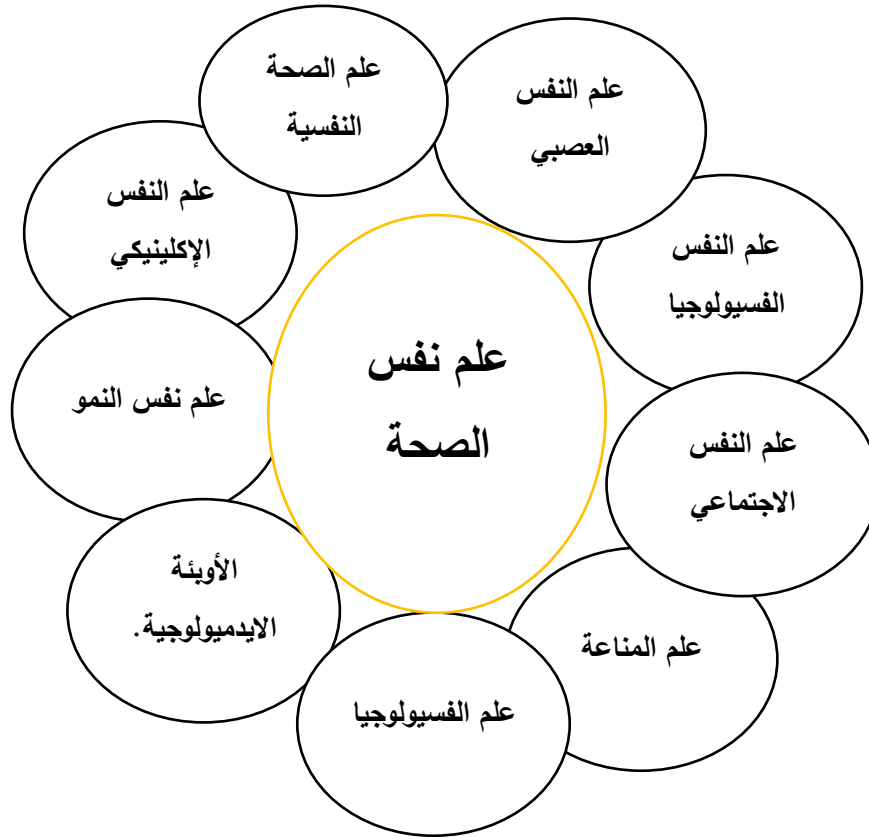 علم الصحة
النفسية
علم النفس
العصبي
علم النفس
الإكلينيكي
علم النفس
الفسيولوجيا
علم نفس
الصحة
علم نفس النمو
علم النفس
الاجتماعي
الأوبئة
الايدميولوجية.
علم المناعة
علم الفسيولوجيا